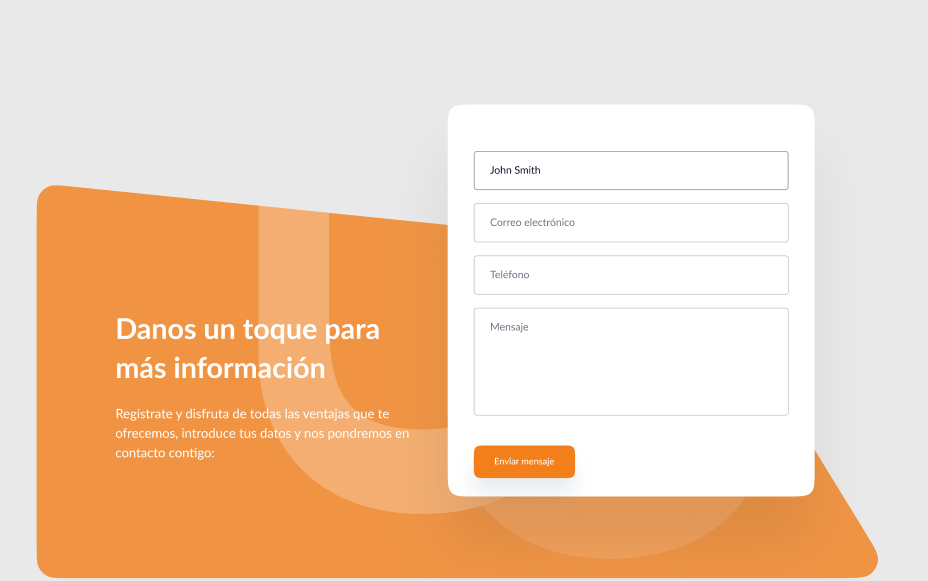 John Smith
Correo electrónico
Teléfono
Mensaje
Danos un toque para
más información
Regístrate y disfruta de todas las ventajas que te
ofrecemos, introduce tus datos y nos pondremos en
contacto contigo:
Enviar mensaje